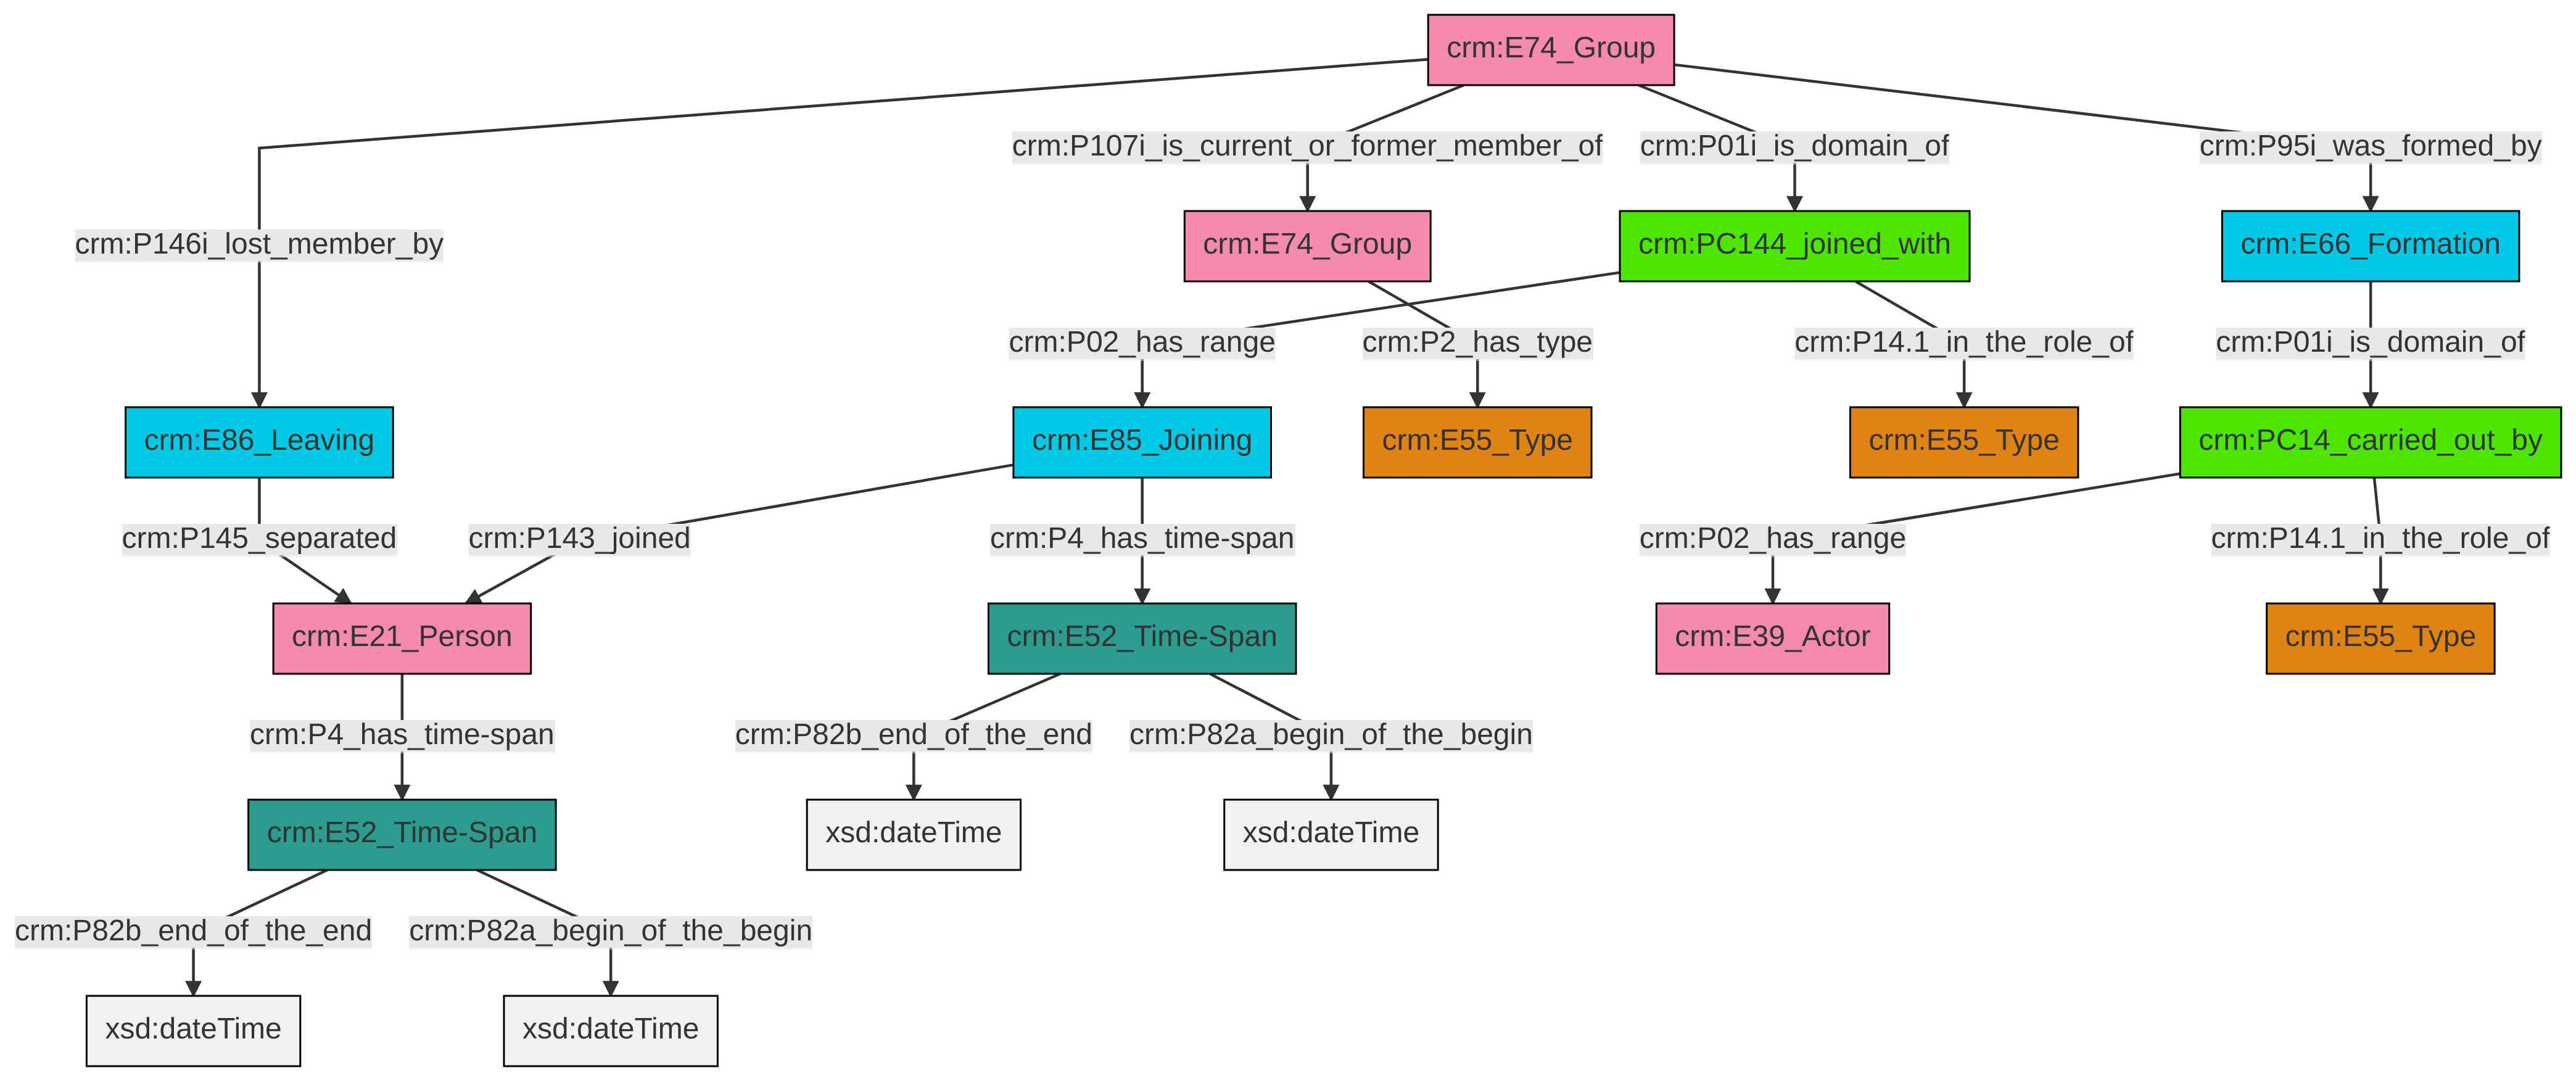 crm:E74_Group
crm:P107i_is_current_or_former_member_of
crm:P01i_is_domain_of
crm:P95i_was_formed_by
crm:P146i_lost_member_by
crm:E74_Group
crm:PC144_joined_with
crm:E66_Formation
crm:P02_has_range
crm:P2_has_type
crm:P14.1_in_the_role_of
crm:P01i_is_domain_of
crm:E86_Leaving
crm:E85_Joining
crm:E55_Type
crm:E55_Type
crm:PC14_carried_out_by
crm:P145_separated
crm:P143_joined
crm:P4_has_time-span
crm:P02_has_range
crm:P14.1_in_the_role_of
crm:E21_Person
crm:E52_Time-Span
crm:E39_Actor
crm:E55_Type
crm:P4_has_time-span
crm:P82b_end_of_the_end
crm:P82a_begin_of_the_begin
crm:E52_Time-Span
xsd:dateTime
xsd:dateTime
crm:P82b_end_of_the_end
crm:P82a_begin_of_the_begin
xsd:dateTime
xsd:dateTime